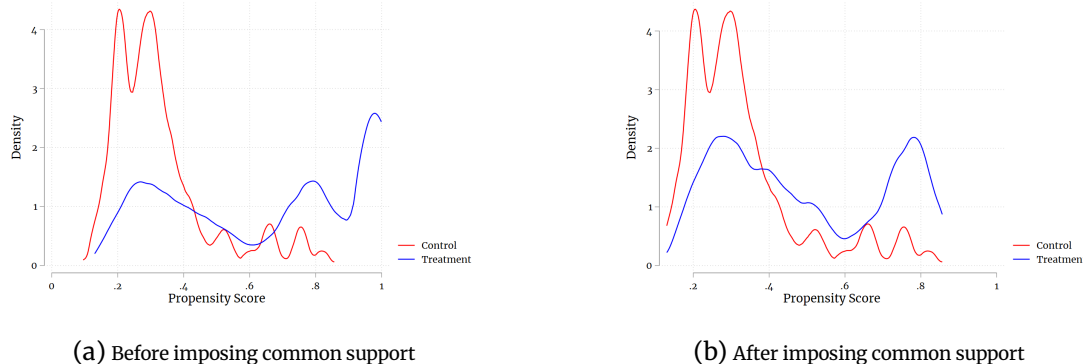 4
3
2
1
0
Density
0
.2
.4
.6
.8
1
Propensity Score
Control
Treatment
(a) Before imposing common support
4
3
2
1
0
Density
.2
.4
.6
.8
1
Propensity Score
Control
Treatmen
(b) After imposing common support